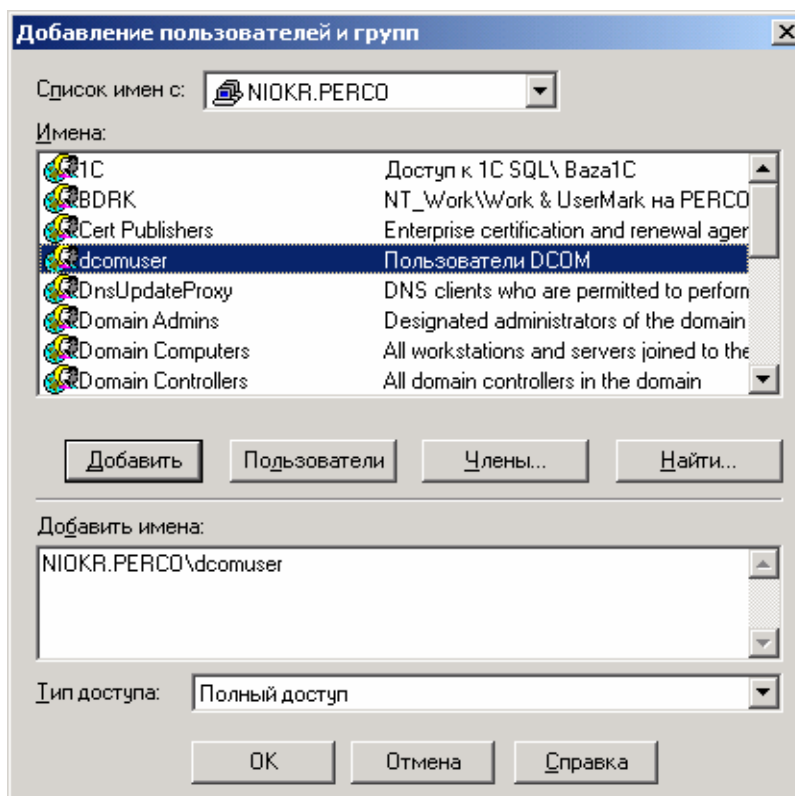 Добавление пользователей и групп
Список имен с: NIOKR.PERCO
Имена:
1C Доступ к 1C SQL\ Baza1C
BDRK NT_Work\Work & UserMark на PERCO
Cert Publishers Enterprise certification and renewal ager
dcomuser Пользователи DCOM
DnsUpdateProxy DNS clients who are permitted to perform
Domain Admins Designated administrators of the domain
Domain Computers All workstations and servers joined to the
Domain Controllers All domain controllers in the domain
Добавить Пользователи Члены... Найти...
Добавить имена:
NIOKR.PERCO\dcomuser
Тип доступа: Полный доступ
OK Отмена Справка